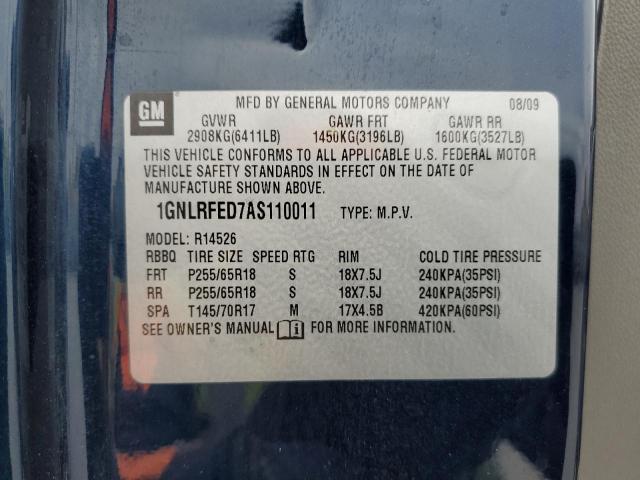 GM MFD BY GENERAL MOTORS COMPANY 08/09
GVWR GAWR FRT GAWR RR
2908KG(6411LB) 1450KG(3196LB) 1600KG(3527LB)
THIS VEHICLE CONFORMS TO ALL APPLICABLE U.S. FEDERAL MOTOR
VEHICLE SAFETY STANDARDS IN EFFECT ON THE DATE OF
MANUFACTURE SHOWN ABOVE.
1GNLRFED7AS110011 TYPE: M.P.V.
MODEL: R14526
RBBQ TIRE SIZE SPEED RTG RIM COLD TIRE PRESSURE
FRT P255/65R18 S 18X7.5J 240KPA(35PSI)
RR P255/65R18 S 18X7.5J 240KPA(35PSI)
SPA T145/70R17 M 17X4.5B 420KPA(60PSI)
SEE OWNER'S MANUAL FOR MORE INFORMATION.